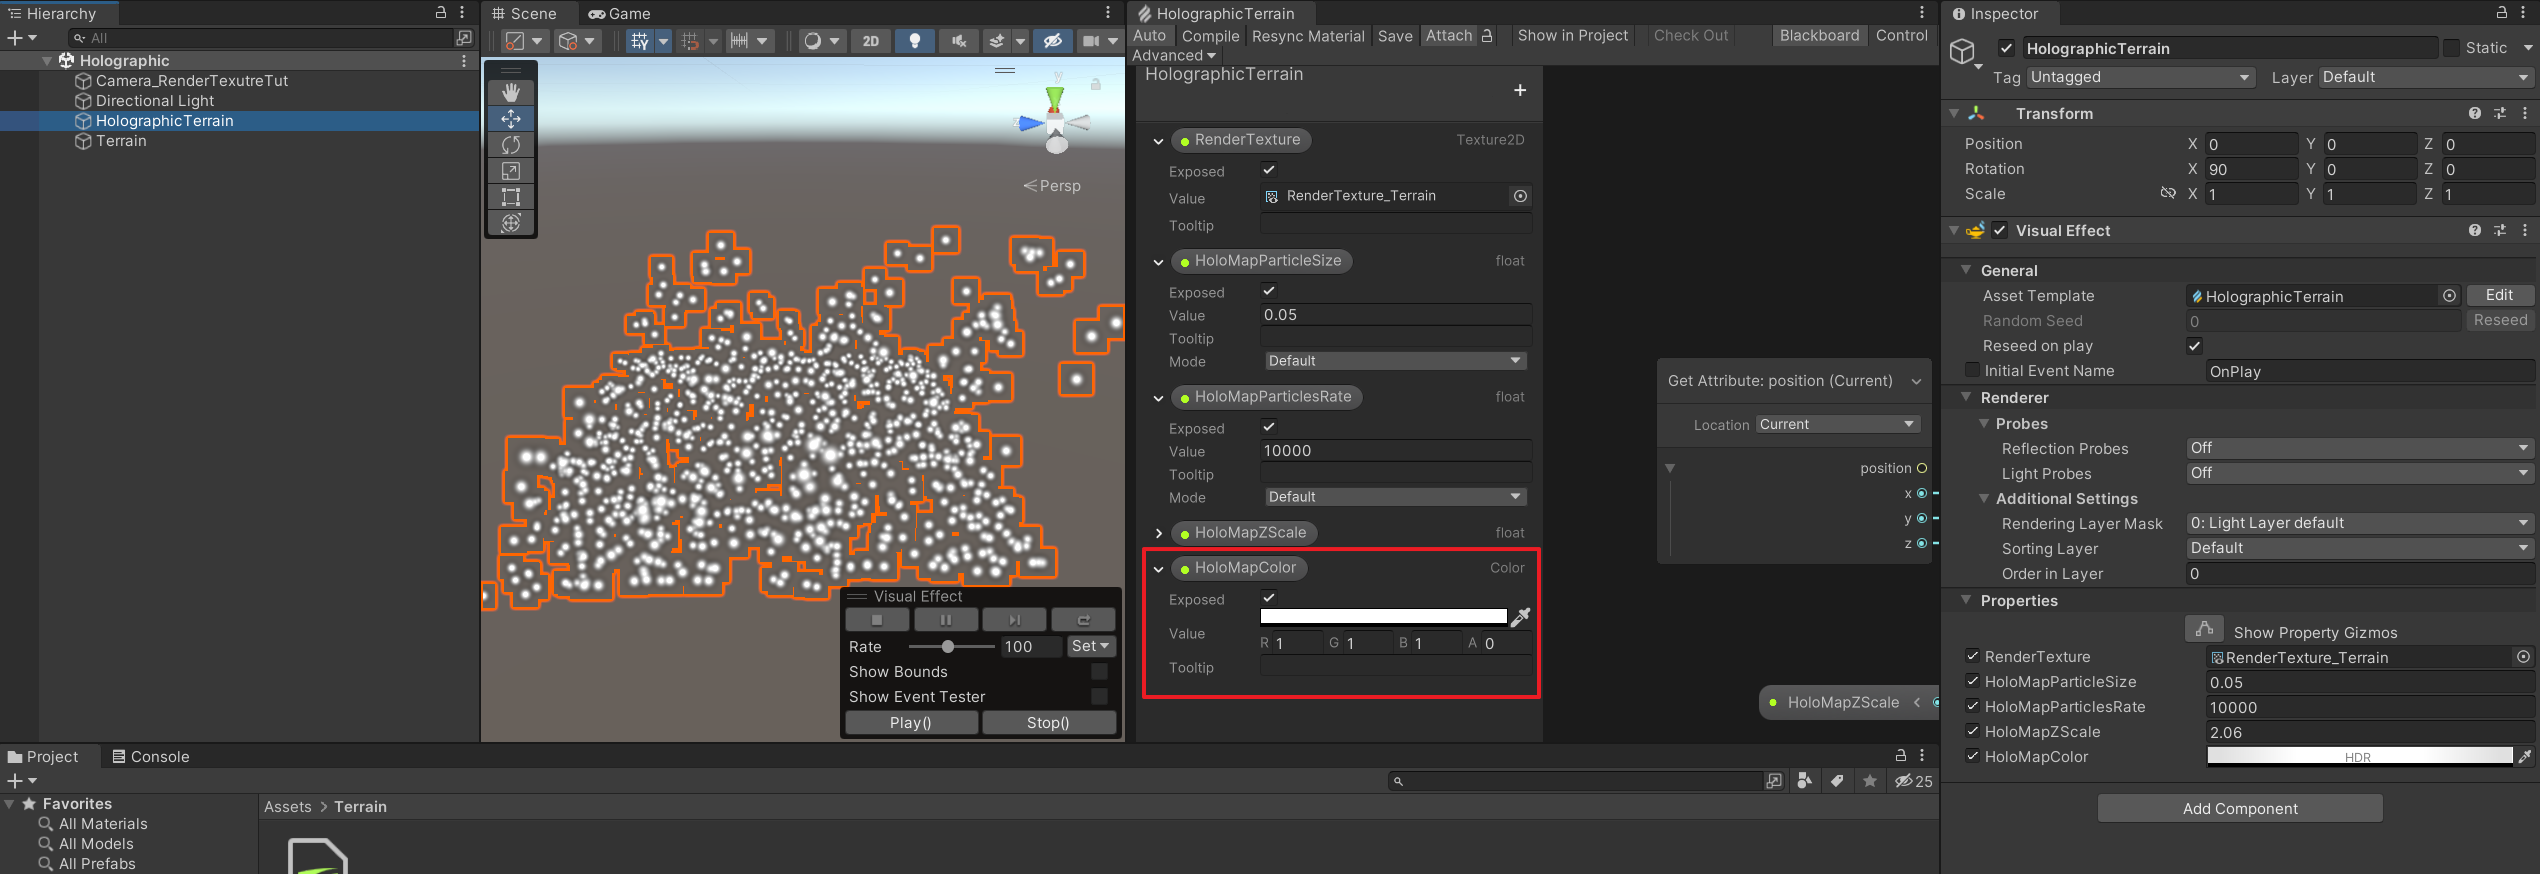 Hierarchy
All
Holographic
Camera_RenderTexutreTut
Directional Light
HolographicTerrain
Terrain
Scene
Game
2D
y
z
Persp
Visual Effect
Rate 100 Set
Show Bounds
Show Event Tester
Play() Stop()
HolographicTerrain
Auto Compile Resync Material Save Attach Show in Project Check Out Blackboard Control
Advanced
HolographicTerrain
+
RenderTexture Texture2D
Exposed
Value RenderTexture_Terrain
Tooltip
HoloMapParticleSize float
Exposed
Value 0.05
Tooltip
Mode Default
HoloMapParticlesRate float
Exposed
Value 10000
Tooltip
Mode Default
HoloMapZScale float
HoloMapColor Color
Exposed
Value
R 1 G 1 B 1 A 0
Tooltip
Get Attribute: position (Current)
Location Current
position
x
y
z
HoloMapZScale
Inspector
HolographicTerrain Static
Tag Untagged Layer Default
Transform
Position X 0 Y 0 Z 0
Rotation X 90 Y 0 Z 0
Scale X 1 Y 1 Z 1
Visual Effect
General
Asset Template HolographicTerrain Edit
Random Seed 0 Reseed
Reseed on play
Initial Event Name OnPlay
Renderer
Probes
Reflection Probes Off
Light Probes Off
Additional Settings
Rendering Layer Mask 0: Light Layer default
Sorting Layer Default
Order in Layer 0
Properties
Show Property Gizmos
RenderTexture RenderTexture_Terrain
HoloMapParticleSize 0.05
HoloMapParticlesRate 10000
HoloMapZScale 2.06
HoloMapColor HDR
Add Component
Project
Console
25
Favorites
All Materials
All Models
All Prefabs
Assets > Terrain